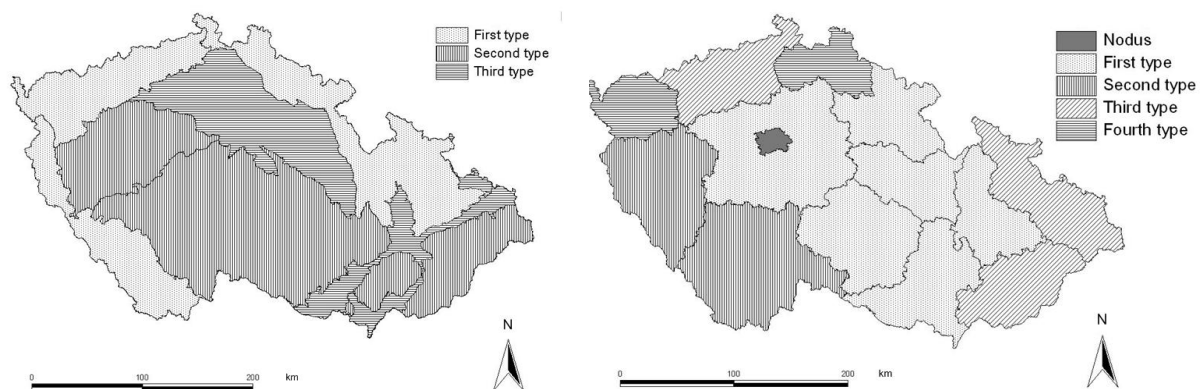 First type
Second type
Third type
N
0 100 200 km
Nodus
First type
Second type
Third type
Fourth type
N
0 100 200 km